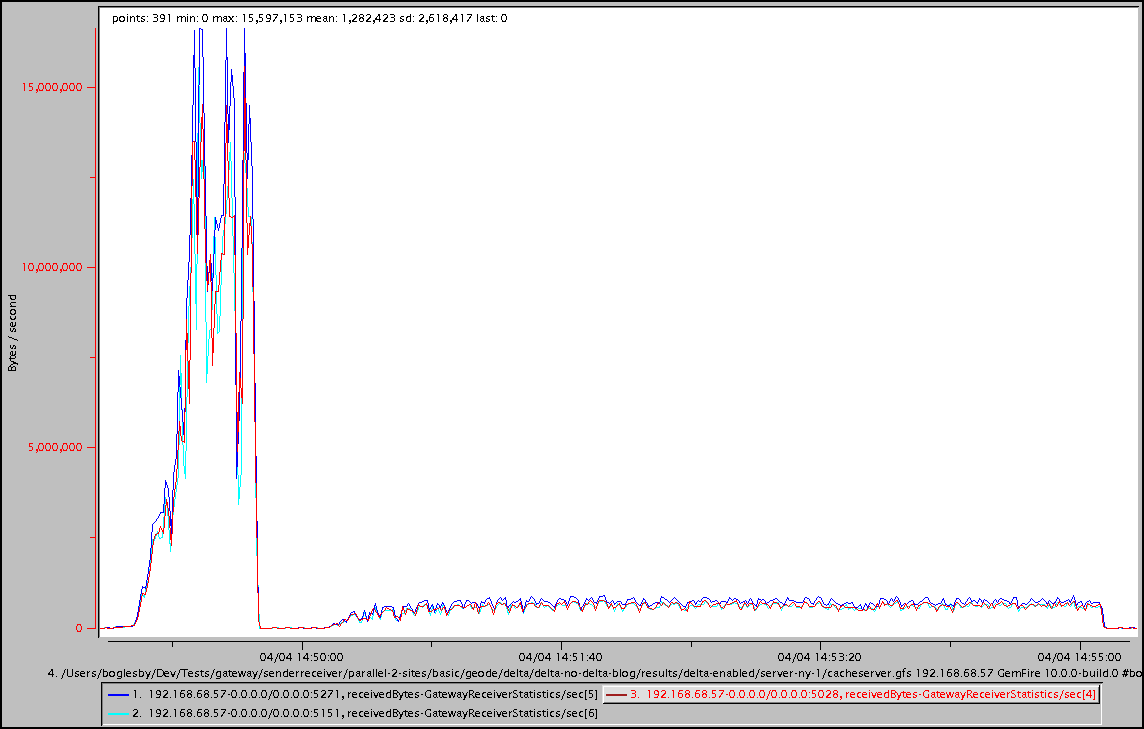 points: 391 min: 0 max: 15,597,153 mean: 1,282,423 sd: 2,618,417 last: 0
15,000,000
10,000,000
Bytes / second
5,000,000
0
04/04 14:50:00 04/04 14:51:40 04/04 14:53:20 04/04 14:55:00
4. /Users/boglesby/Dev/Tests/gateway/senderreceiver/parallel-2-sites/basic/geode/delta/delta-no-delta-blog/results/delta-enabled/server-ny-1/cacheserver.gfs 192.168.68.57 GemFire 10.0.0-build.0 #bo
1. 192.168.68.57-0.0.0.0/0.0.0.0:5271, receivedBytes-GatewayReceiverStatistics/sec[5] 3. 192.168.68.57-0.0.0.0/0.0.0.0:5028, receivedBytes-GatewayReceiverStatistics/sec[4]
2. 192.168.68.57-0.0.0.0/0.0.0.0:5151, receivedBytes-GatewayReceiverStatistics/sec[6]